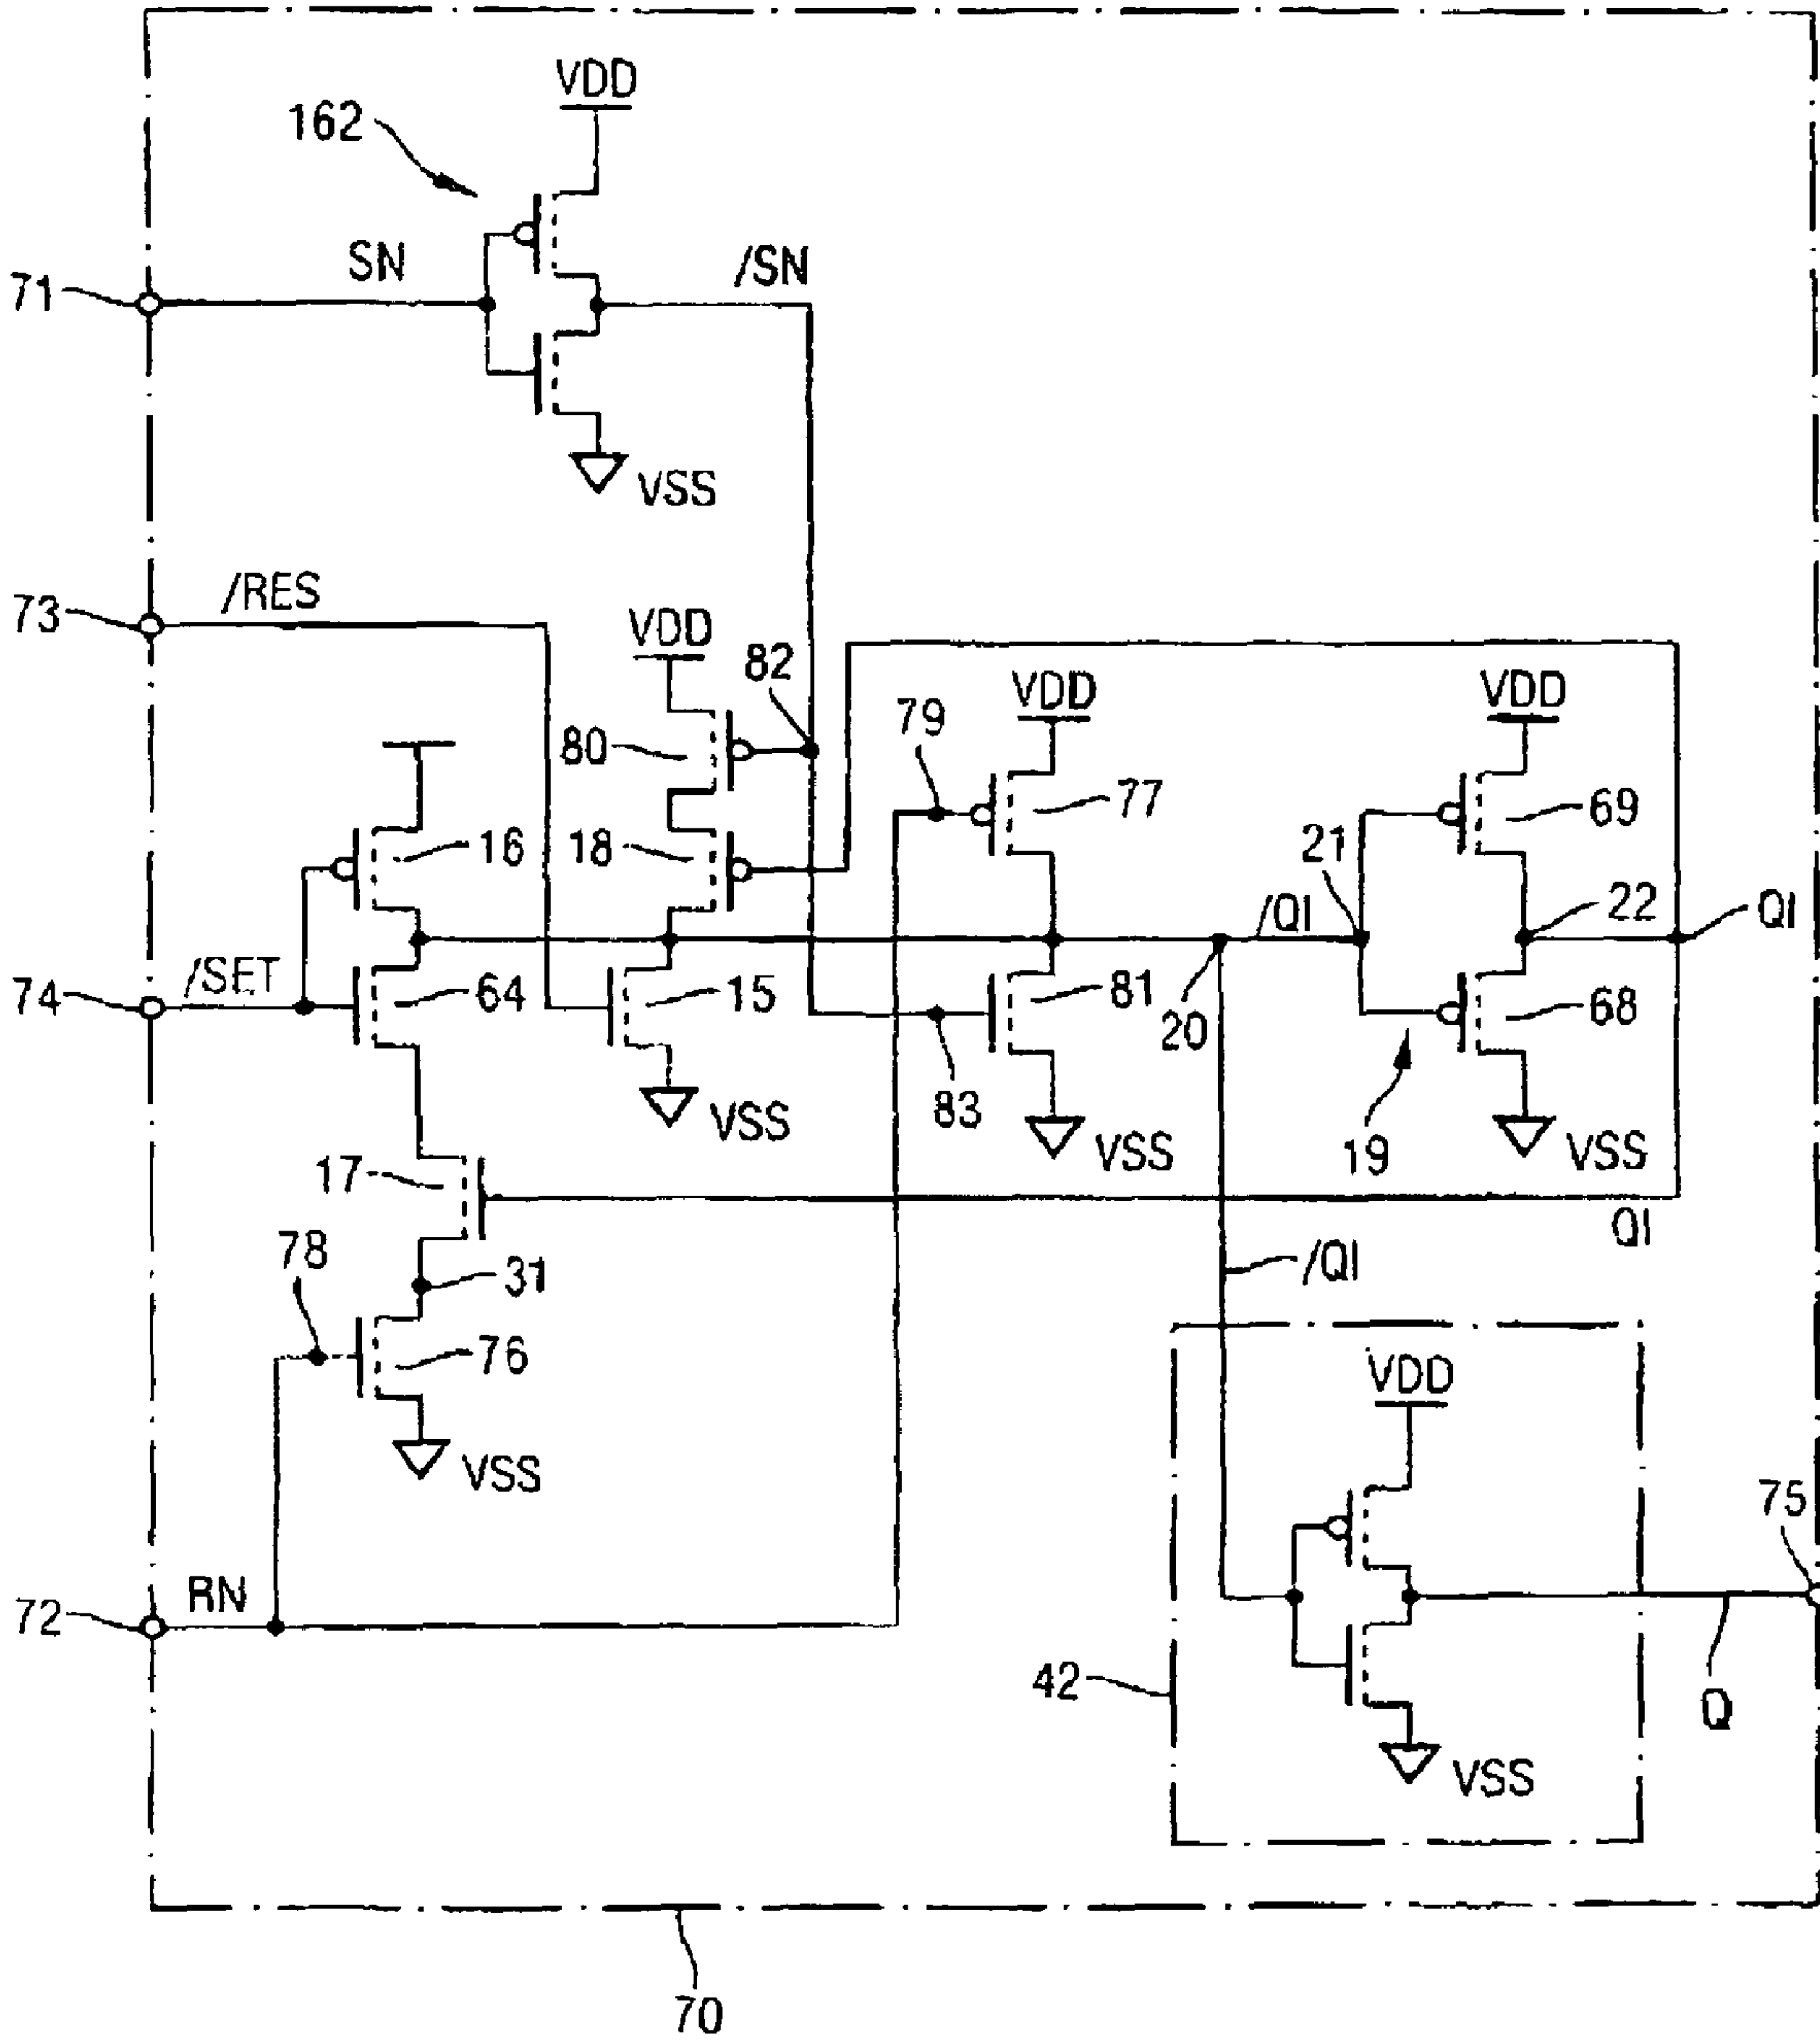 VDD
162
SN
/SN
71
VSS
/RES
73
VDD
82
VDD
VDD
79
80
77
69
16
18
21
/QI
22
QI
/SET
74
64
15
81
20
68
VSS
83
VSS
19
VSS
17
QI
78
31
/QI
76
VDD
VSS
75
RN
72
42
Q
VSS
70